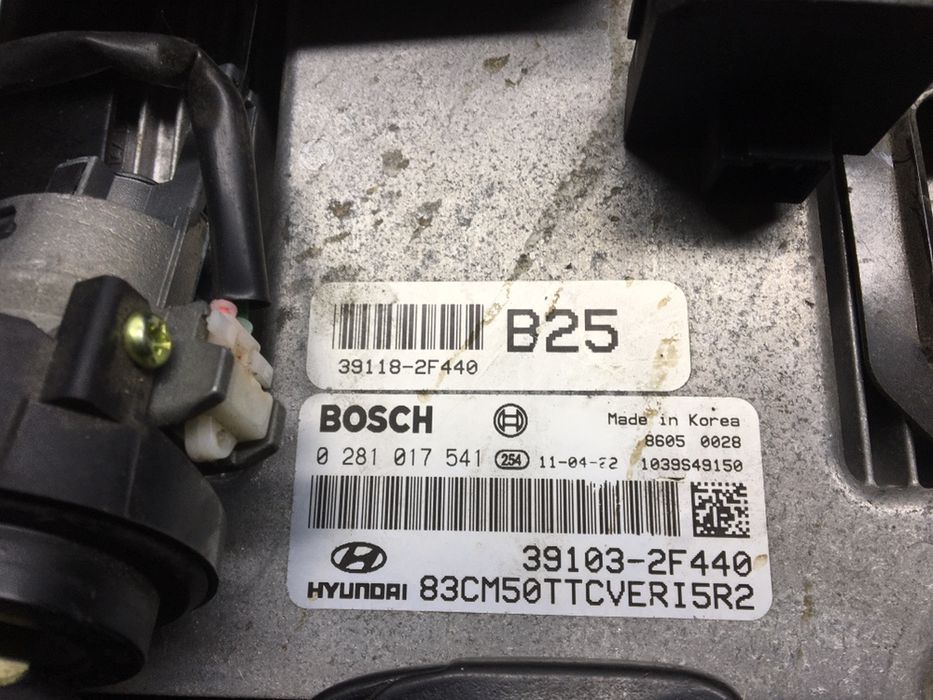 B25
39118-2F440
BOSCH Made in Korea
8605 0028
0 281 017 541 254 11-04-22 1039S49150
39103-2F440
HYUNDAI 83CM50TTCVERI5R2